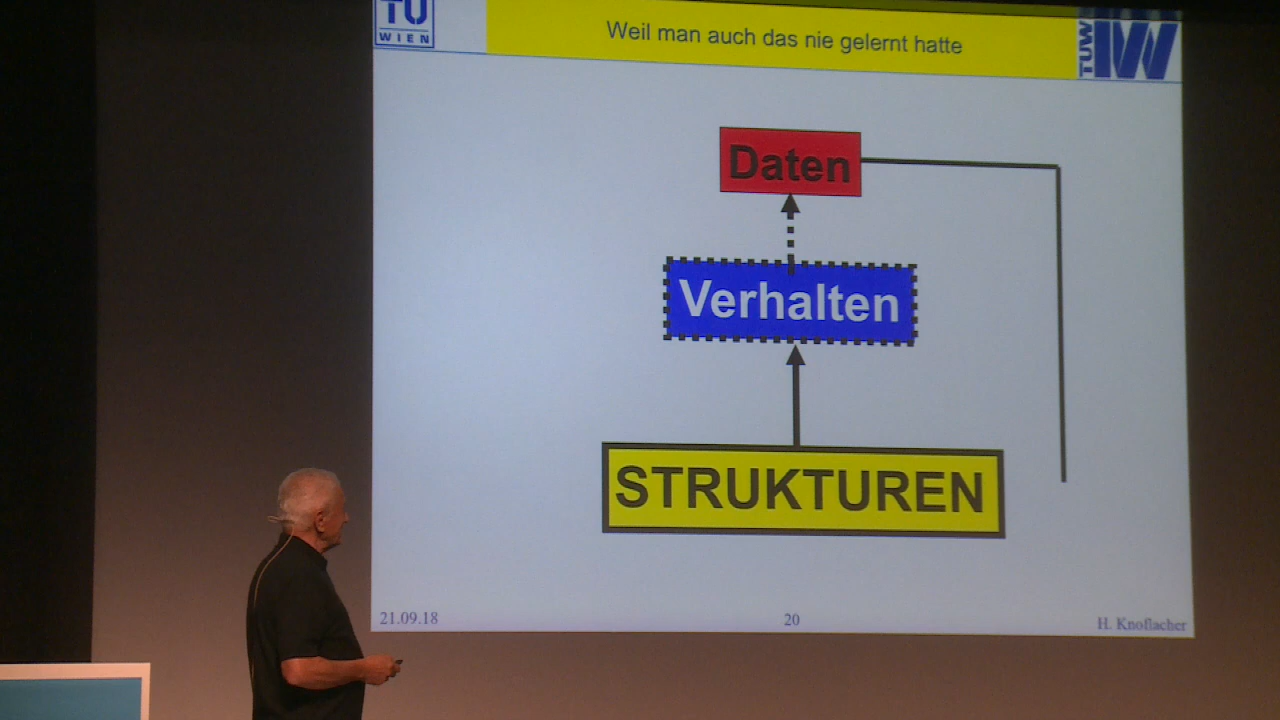 TU
WIEN
Weil man auch das nie gelernt hatte
TUW
IVV
Daten
Verhalten
STRUKTUREN
21.09.18
20
H. Knoflacher